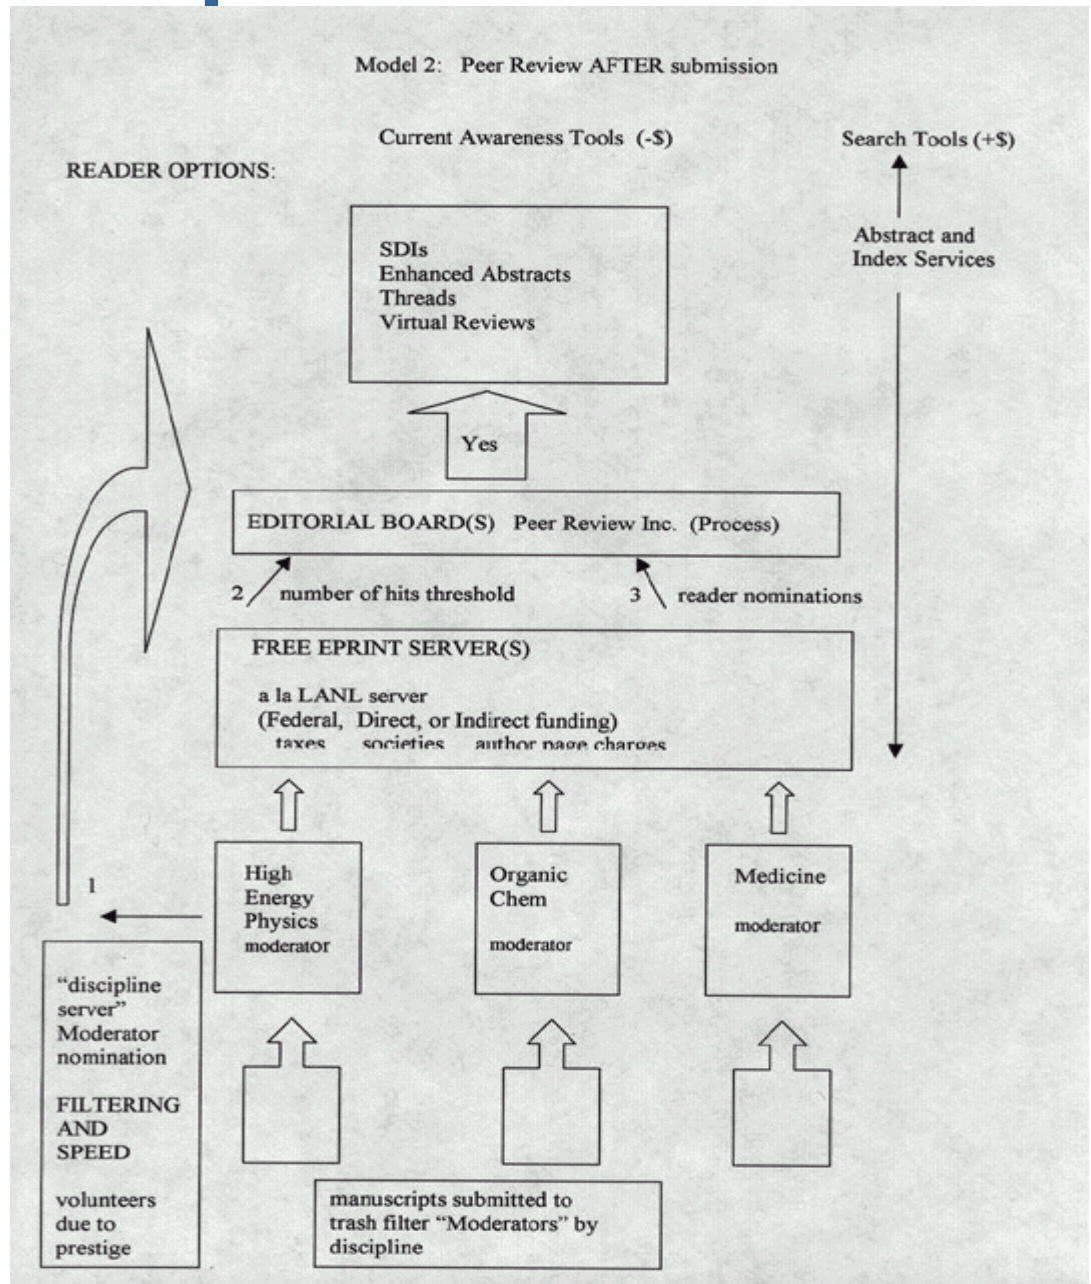 Model 2: Peer Review AFTER submission
Current Awareness Tools (-$)
Search Tools (+$)
READER OPTIONS:
Abstract and
Index Services
SDIs
Enhanced Abstracts
Threads
Virtual Reviews
Yes
EDITORIAL BOARD(S) Peer Review Inc. (Process)
2 number of hits threshold
3 reader nominations
FREE EPRINT SERVER(S)
a la LANL server
(Federal, Direct, or Indirect funding)
taxes societies author page charges
1
High
Energy
Physics
moderator
Organic
Chem
moderator
Medicine
moderator
“discipline
server”
Moderator
nomination
FILTERING
AND
SPEED
volunteers
due to
prestige
manuscripts submitted to
trash filter “Moderators” by
discipline